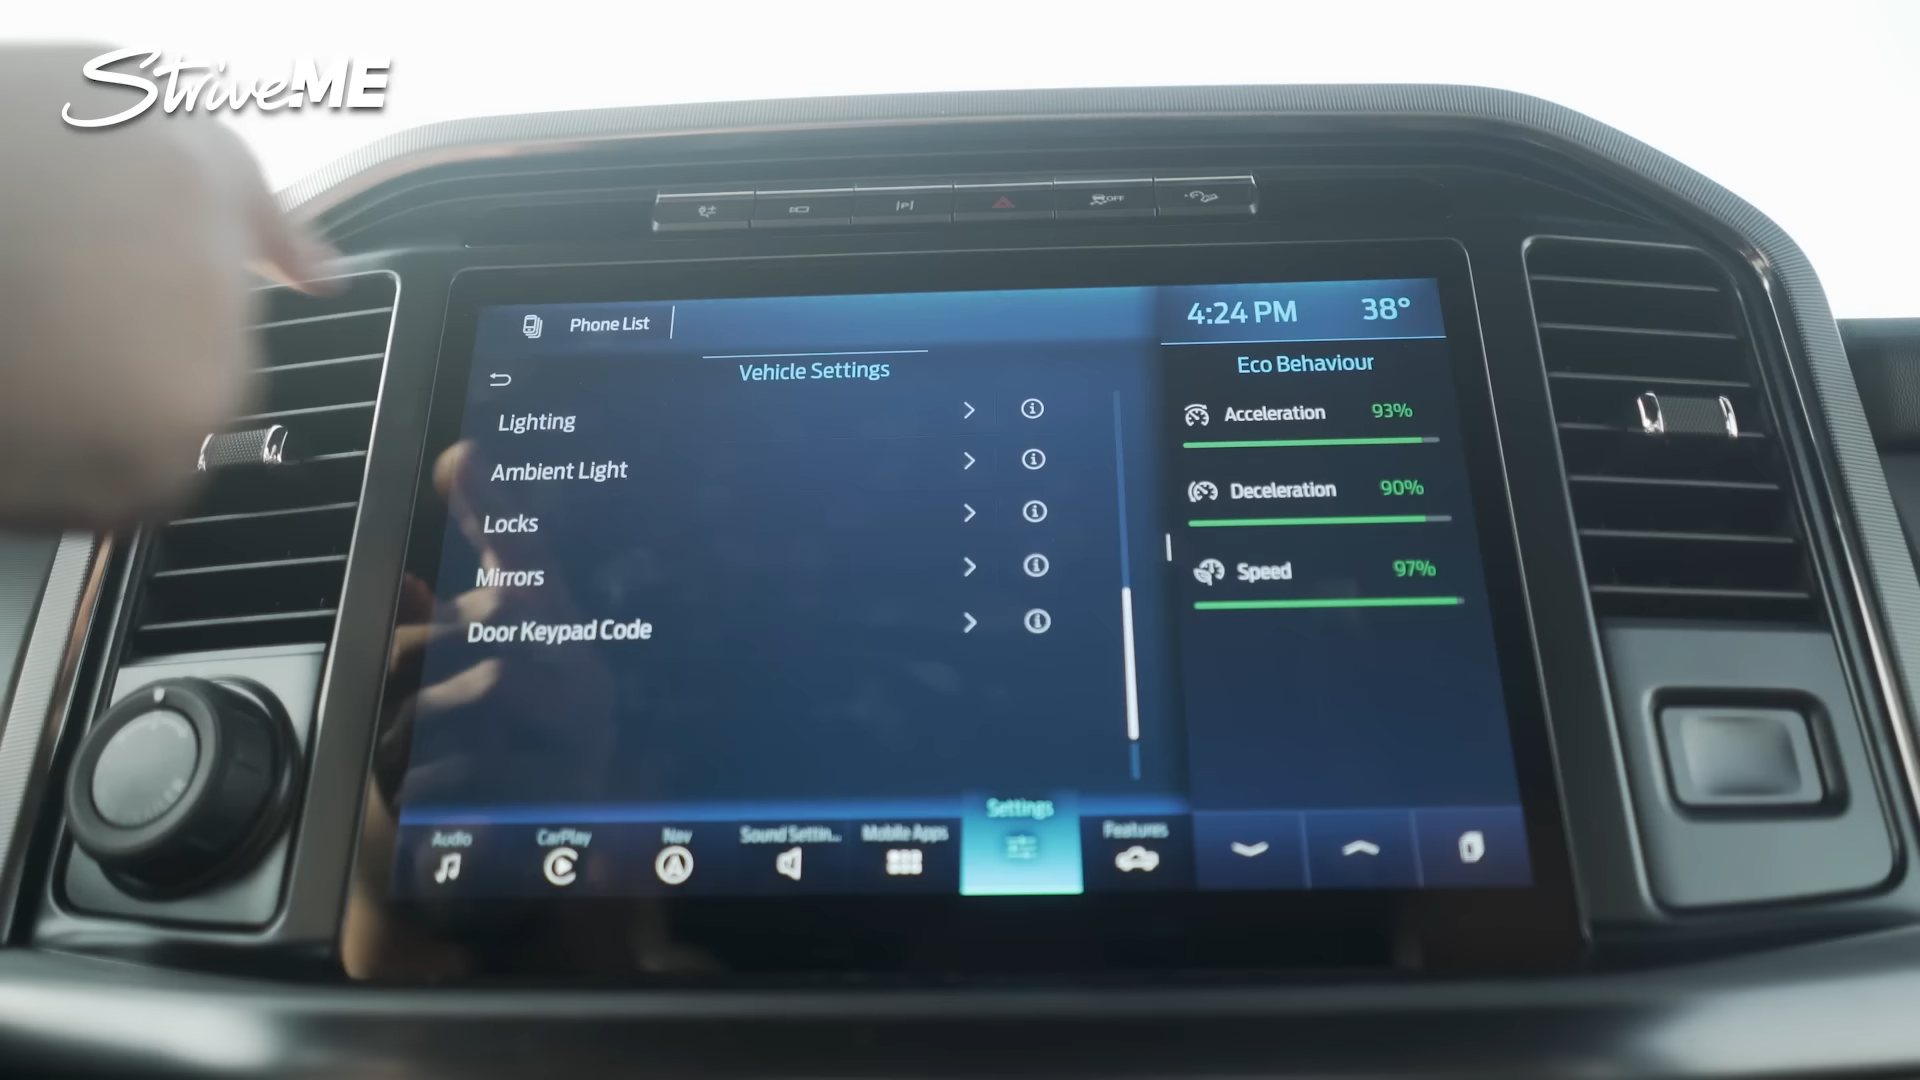 StriveME
OFF
Phone List
4:24 PM
38°
Vehicle Settings
Eco Behaviour
Lighting
Ambient Light
Locks
Mirrors
Door Keypad Code
Acceleration
93%
Deceleration
90%
Speed
97%
Audio
CarPlay
Nav
Sound Settin...
Mobile Apps
Settings
Features